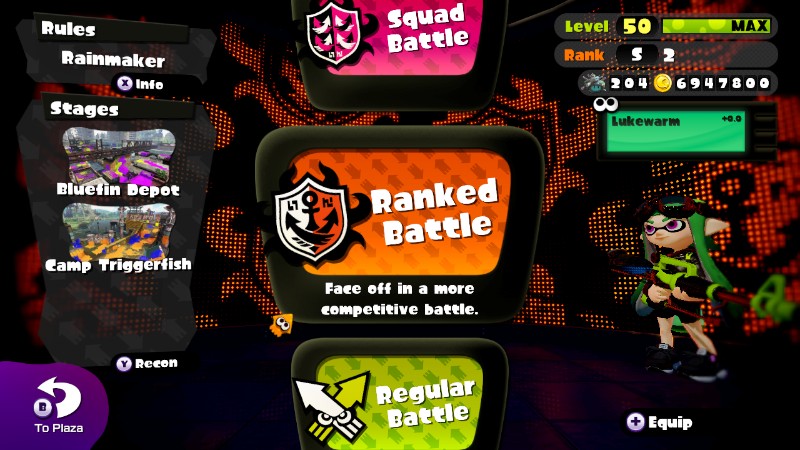 Rules
Rainmaker
X Info
Stages
Bluefin Depot
Camp Triggerfish
Y Recon
B
To Plaza
Squad
Battle
Ranked
Battle
Face off in a more
competitive battle.
Regular
Battle
Level 50 MAX
Rank S 2
204 6947800
Lukewarm +0.0
+ Equip